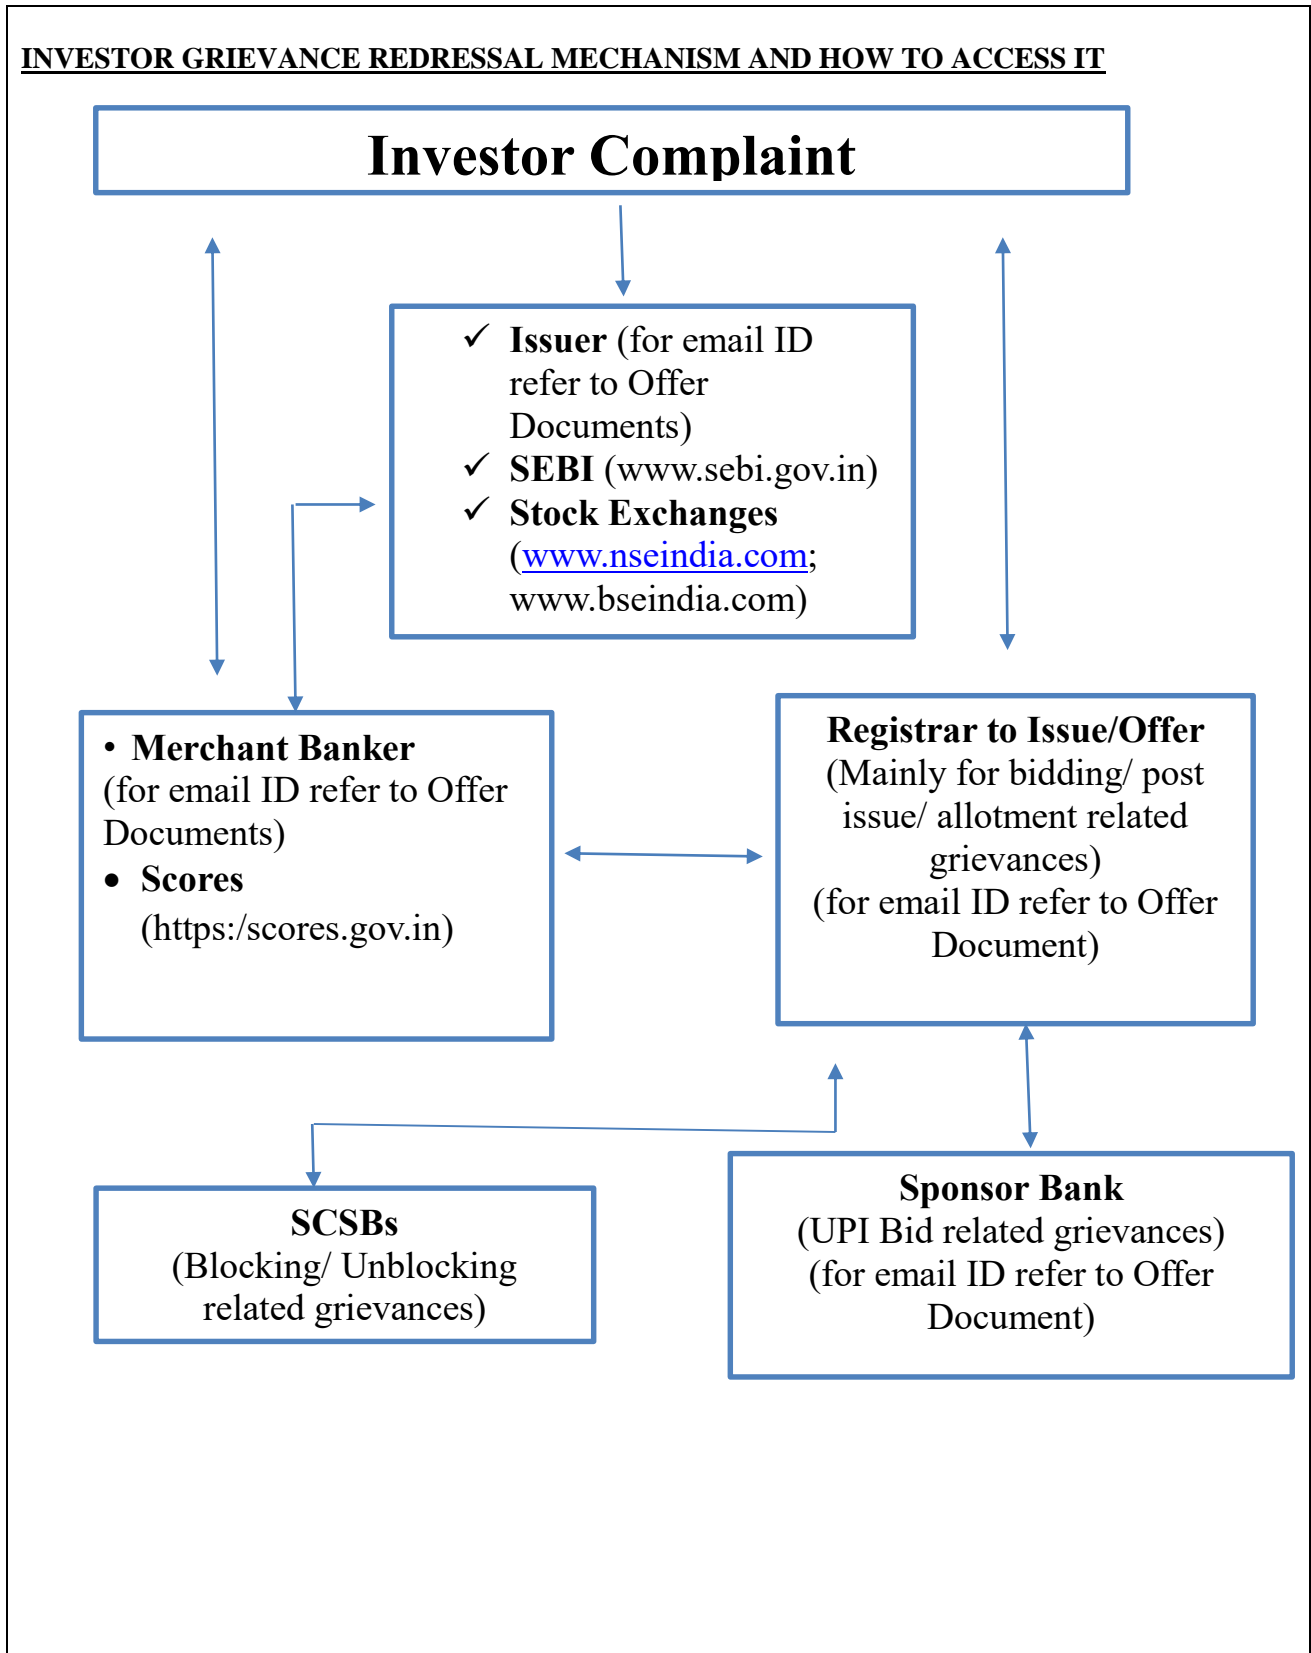 INVESTOR GRIEVANCE REDRESSAL MECHANISM AND HOW TO ACCESS IT
Investor Complaint
✓ Issuer (for email ID
refer to Offer
Documents)
✓ SEBI (www.sebi.gov.in)
✓ Stock Exchanges
(www.nseindia.com;
www.bseindia.com)
• Merchant Banker
(for email ID refer to Offer
Documents)
• Scores
(https:/scores.gov.in)
Registrar to Issue/Offer
(Mainly for bidding/ post
issue/ allotment related
grievances)
(for email ID refer to Offer
Document)
SCSBs
(Blocking/ Unblocking
related grievances)
Sponsor Bank
(UPI Bid related grievances)
(for email ID refer to Offer
Document)